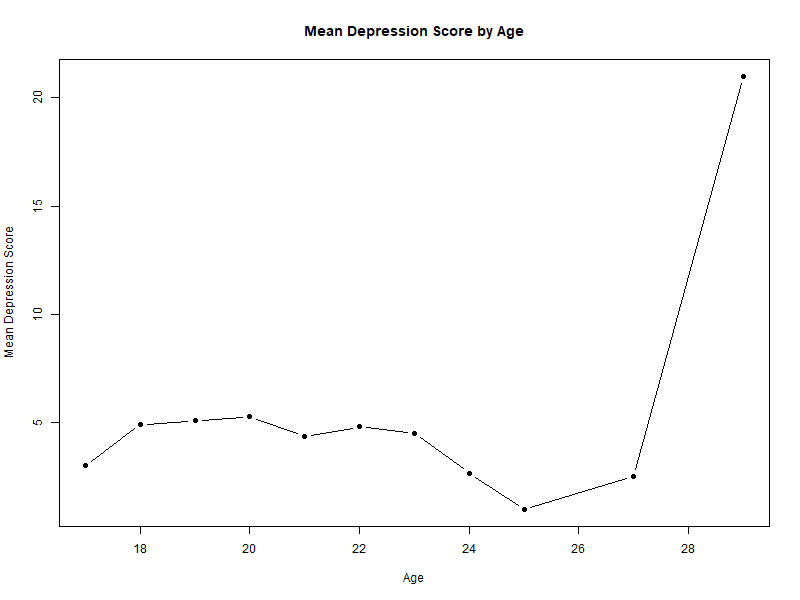 Mean Depression Score by Age
Mean Depression Score
20
15
10
5
18 20 22 24 26 28
Age